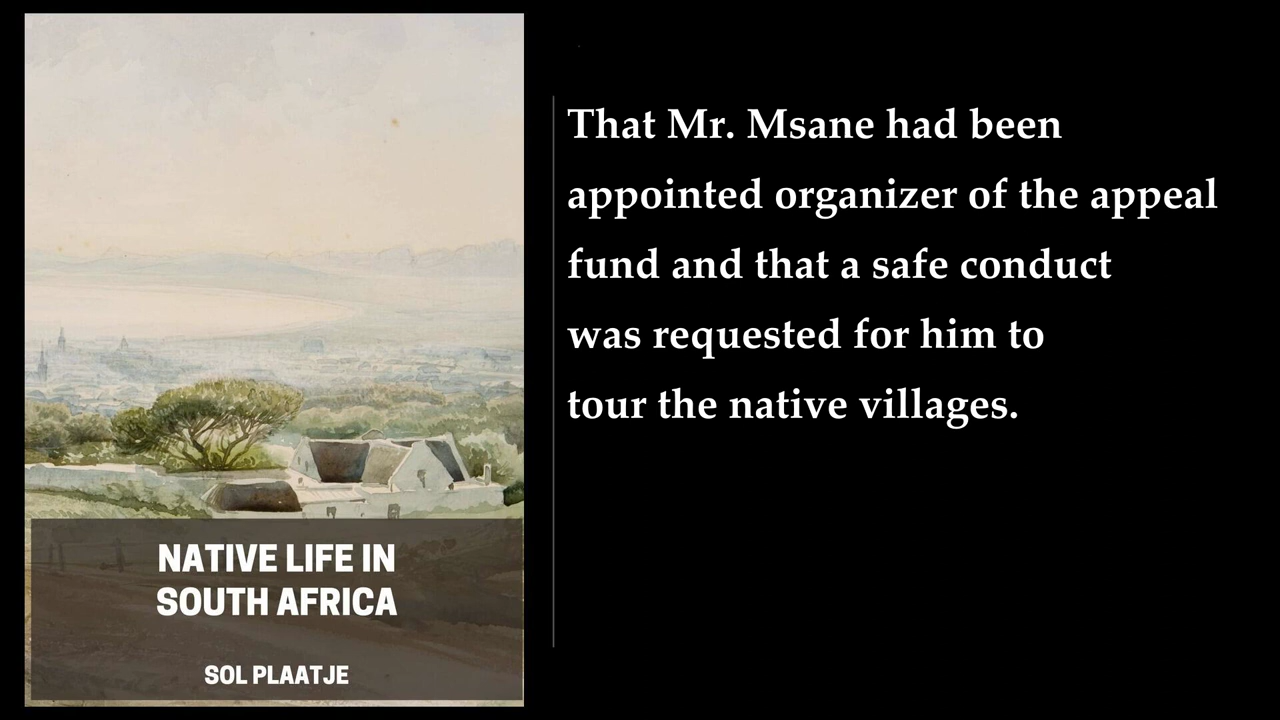 That Mr. Msane had been
appointed organizer of the appeal
fund and that a safe conduct
was requested for him to
tour the native villages.
NATIVE LIFE IN
SOUTH AFRICA
SOL PLAATJE